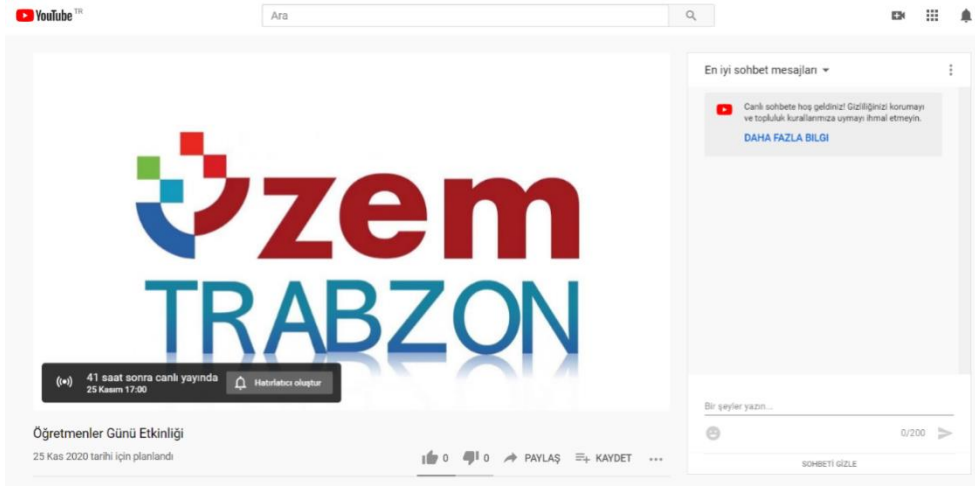 YouTube TR
Ara
üzem
TRABZON
41 saat sonra canlı yayında
25 Kasım 17:00
Hatırlatıcı oluştur
Öğretmenler Günü Etkinliği
25 Kas 2020 tarihi için planlandı
0
0
PAYLAŞ
KAYDET
En iyi sohbet mesajları
Canlı sohbete hoş geldiniz! Gizliliğinizi korumayı
ve topluluk kurallarımıza uymayı ihmal etmeyin.
DAHA FAZLA BILGI
Bir şeyler yazın...
0/200
SOHBETİ GİZLE